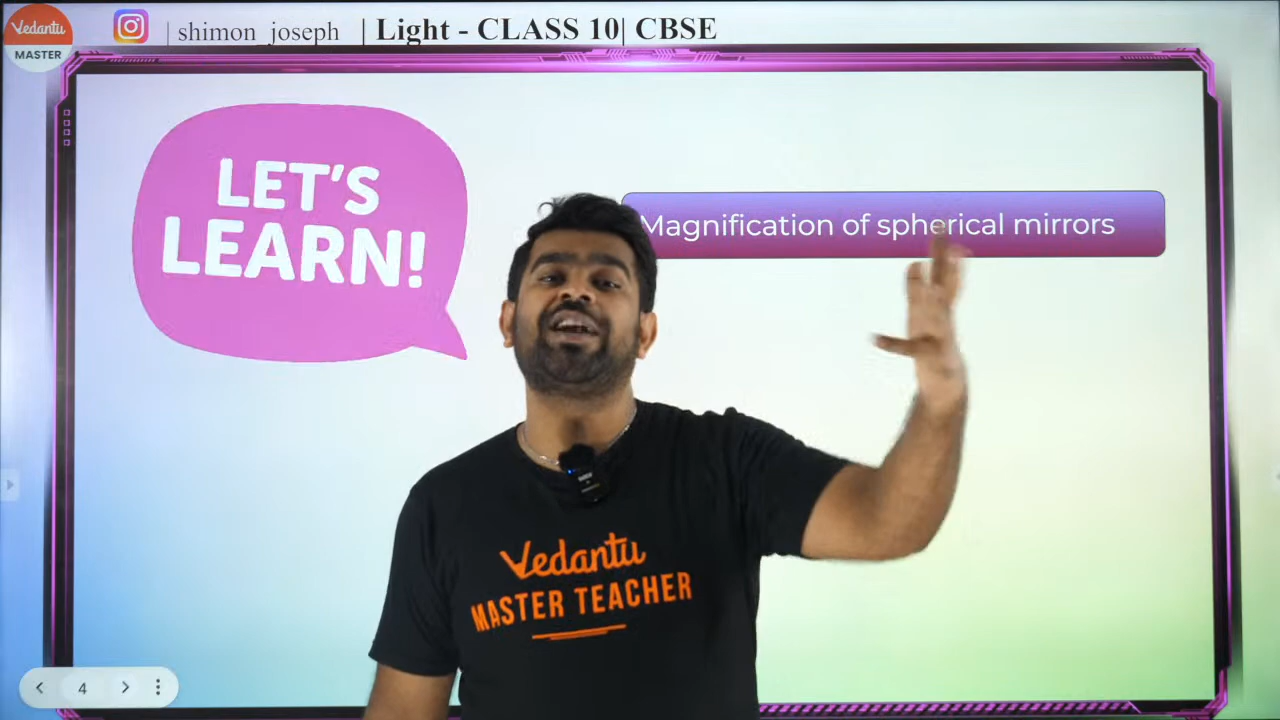 Vedantu
MASTER
| shimon_joseph | Light - CLASS 10| CBSE
LET'S
LEARN!
Magnification of spherical mirrors
Vedantu
MASTER TEACHER
4